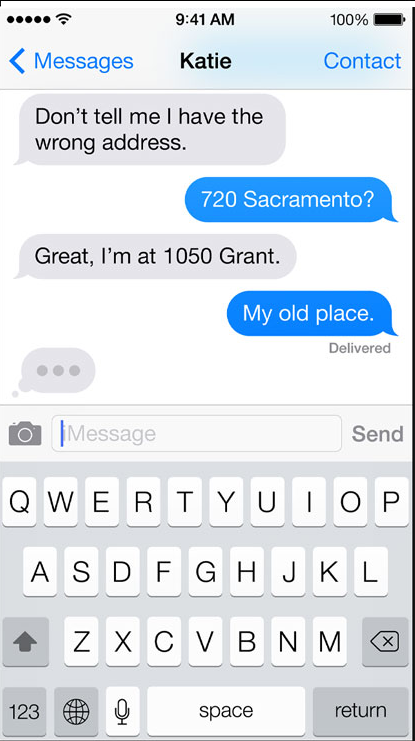 9:41 AM 100%
Messages Katie Contact
Don’t tell me I have the
wrong address.
720 Sacramento?
Great, I’m at 1050 Grant.
My old place.
Delivered
iMessage Send
Q W E R T Y U I O P
A S D F G H J K L
Z X C V B N M
123 space return